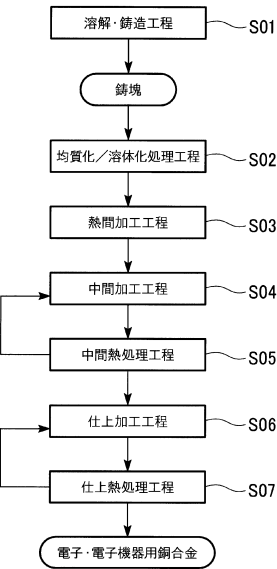 溶解・鋳造工程 S01
鋳塊
均質化／溶体化処理工程 S02
熱間加工工程 S03
中間加工工程 S04
中間熱処理工程 S05
仕上加工工程 S06
仕上熱処理工程 S07
電子・電子機器用銅合金